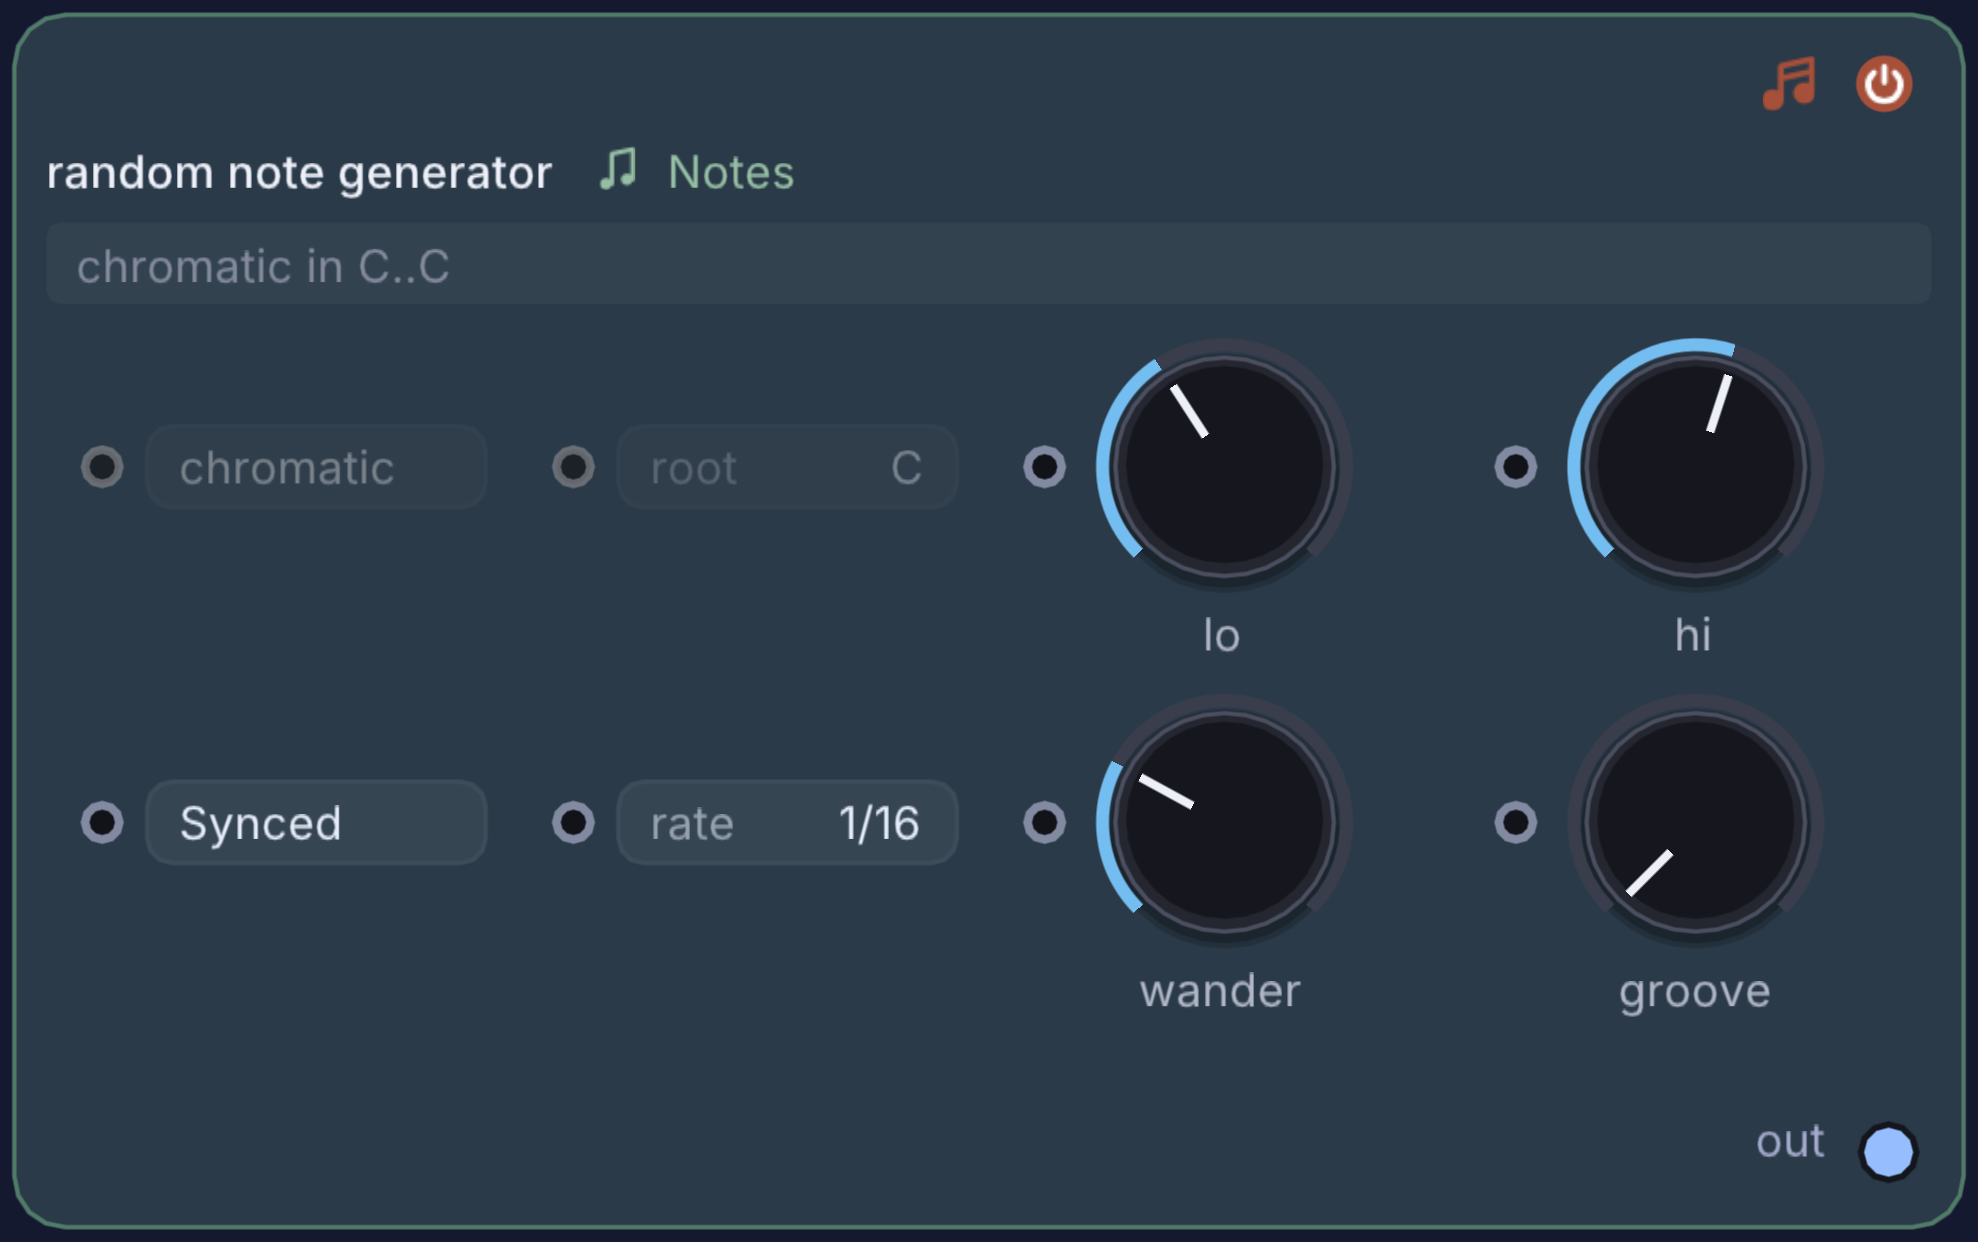 random note generator Notes
chromatic in C..C
chromatic root C
lo hi
Synced rate 1/16
wander groove
out